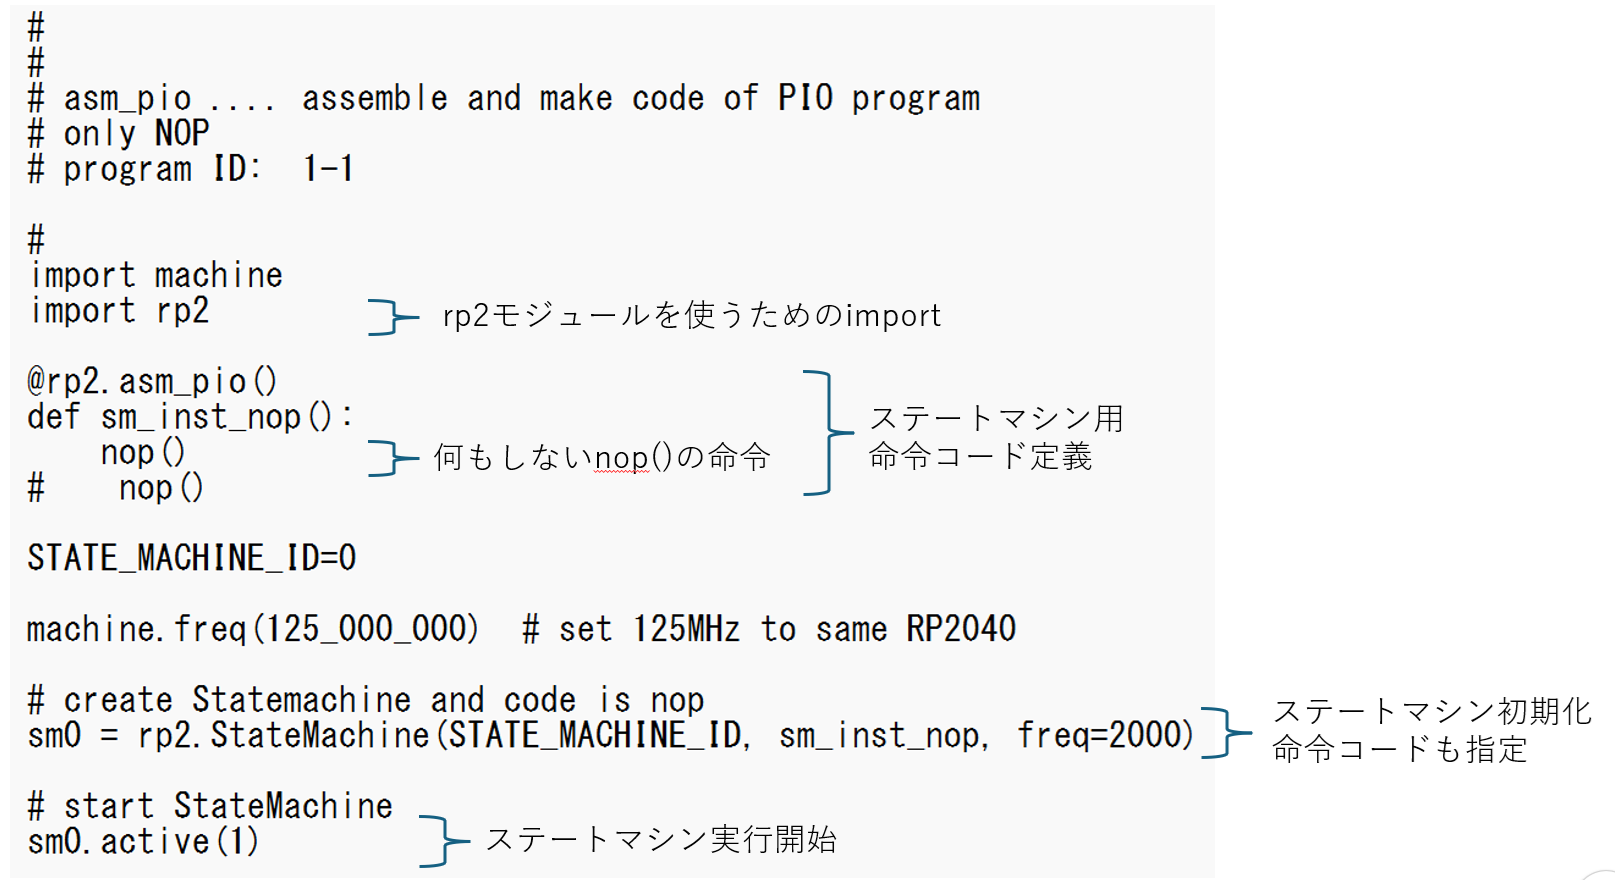 #
#
# asm_pio .... assemble and make code of PIO program
# only NOP
# program ID:  1-1
#
import machine
import rp2
rp2モジュールを使うためのimport
@rp2.asm_pio()
def sm_inst_nop():
    nop()
何もしないnop()の命令
#    nop()
ステートマシン用
命令コード定義
STATE_MACHINE_ID=0
machine.freq(125_000_000)  # set 125MHz to same RP2040
# create Statemachine and code is nop
sm0 = rp2.StateMachine(STATE_MACHINE_ID, sm_inst_nop, freq=2000)
ステートマシン初期化
命令コードも指定
# start StateMachine
sm0.active(1)
ステートマシン実行開始